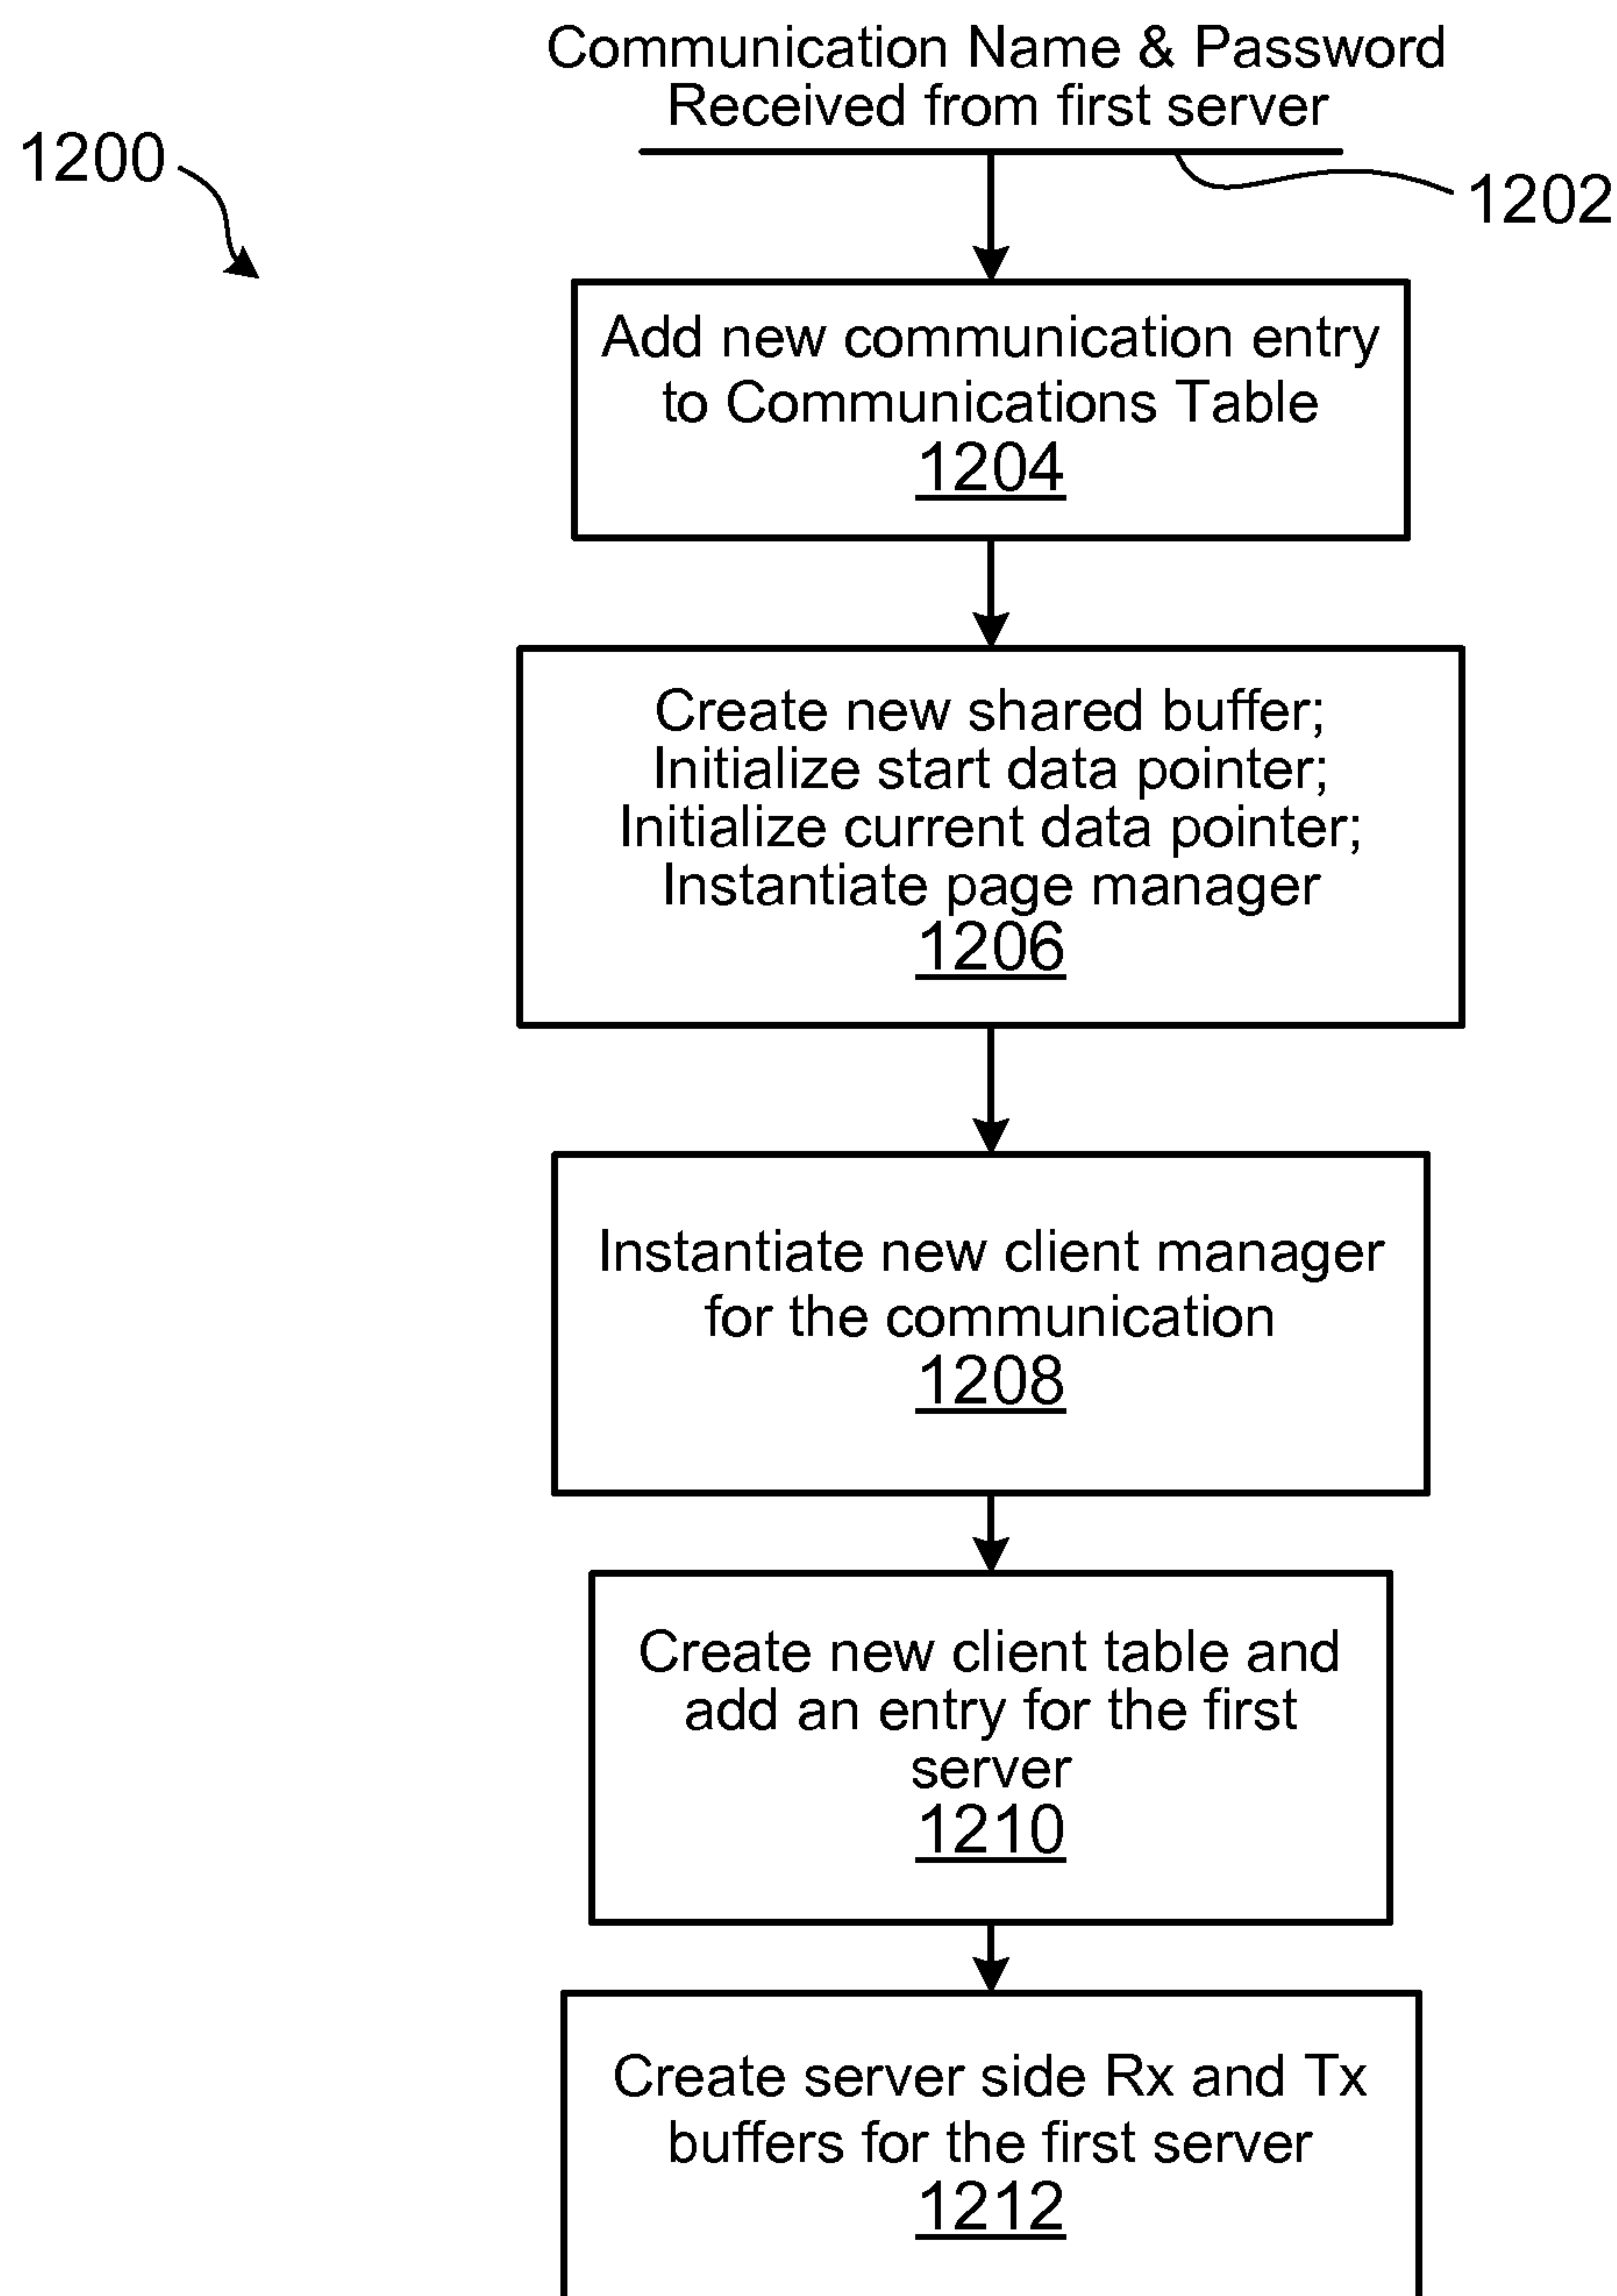 Communication Name & Password
Received from first server
1200
1202
Add new communication entry
to Communications Table
1204
Create new shared buffer;
Initialize start data pointer;
Initialize current data pointer;
Instantiate page manager
1206
Instantiate new client manager
for the communication
1208
Create new client table and
add an entry for the first
server
1210
Create server side Rx and Tx
buffers for the first server
1212